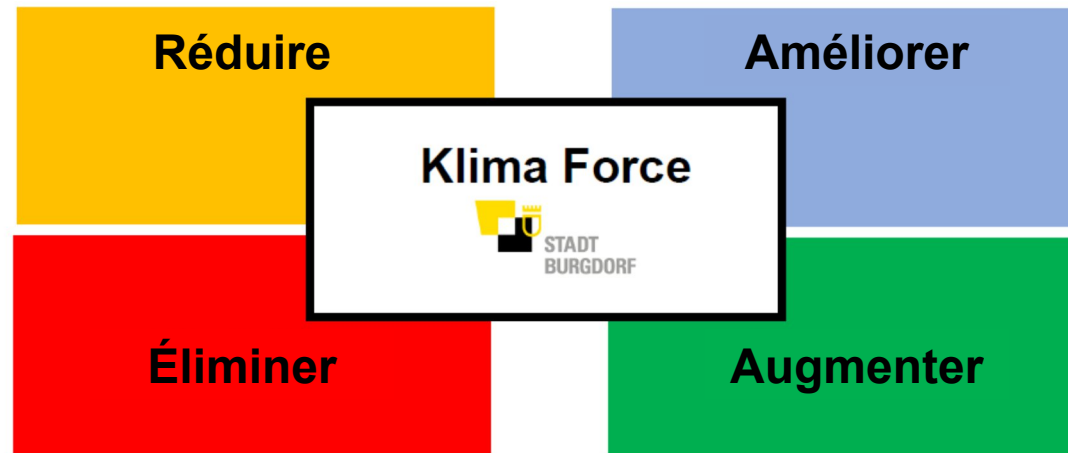 Réduire
Améliorer
Klima Force
STADT
BURGDORF
Éliminer
Augmenter